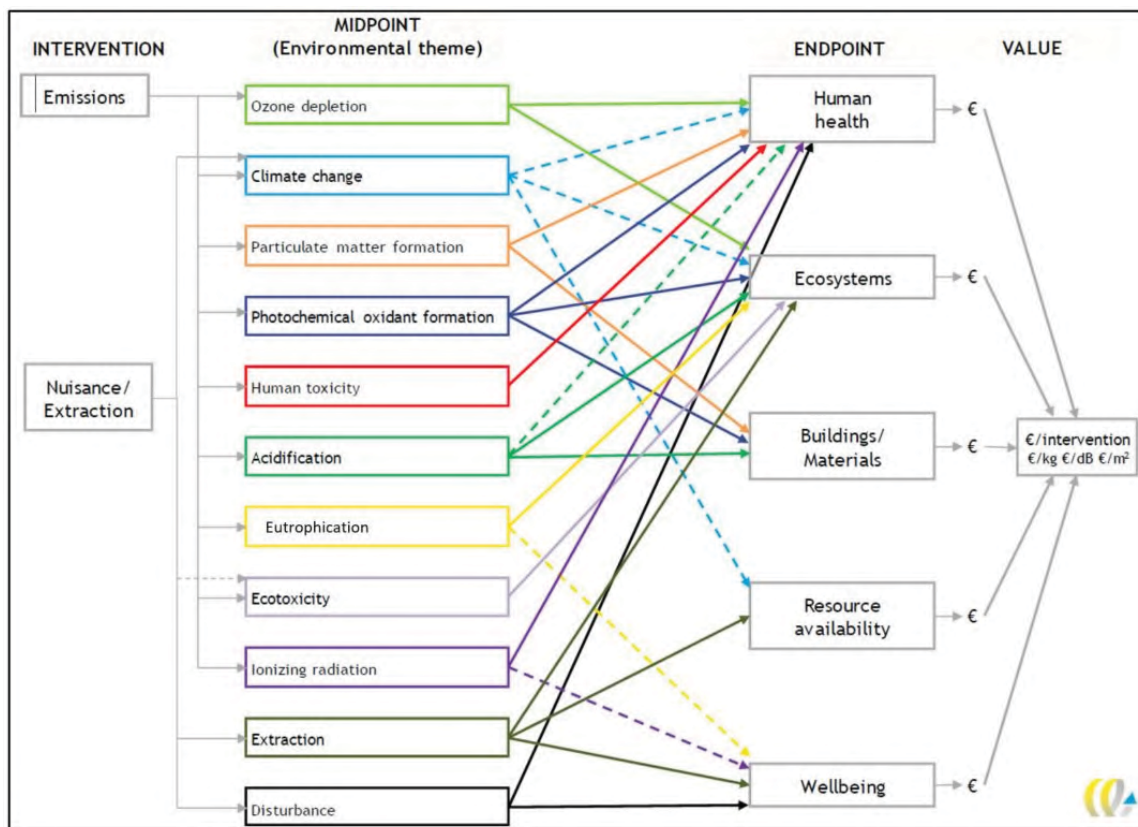 INTERVENTION
MIDPOINT
(Environmental theme)
ENDPOINT
VALUE
Emissions
Nuisance/
Extraction
Ozone depletion
Climate change
Particulate matter formation
Photochemical oxidant formation
Human toxicity
Acidification
Eutrophication
Ecotoxicity
Ionizing radiation
Extraction
Disturbance
Human
health
€
Ecosystems
€
Buildings/
Materials
€
Resource
availability
€
Wellbeing
€
€/intervention
€/kg €/dB €/m²